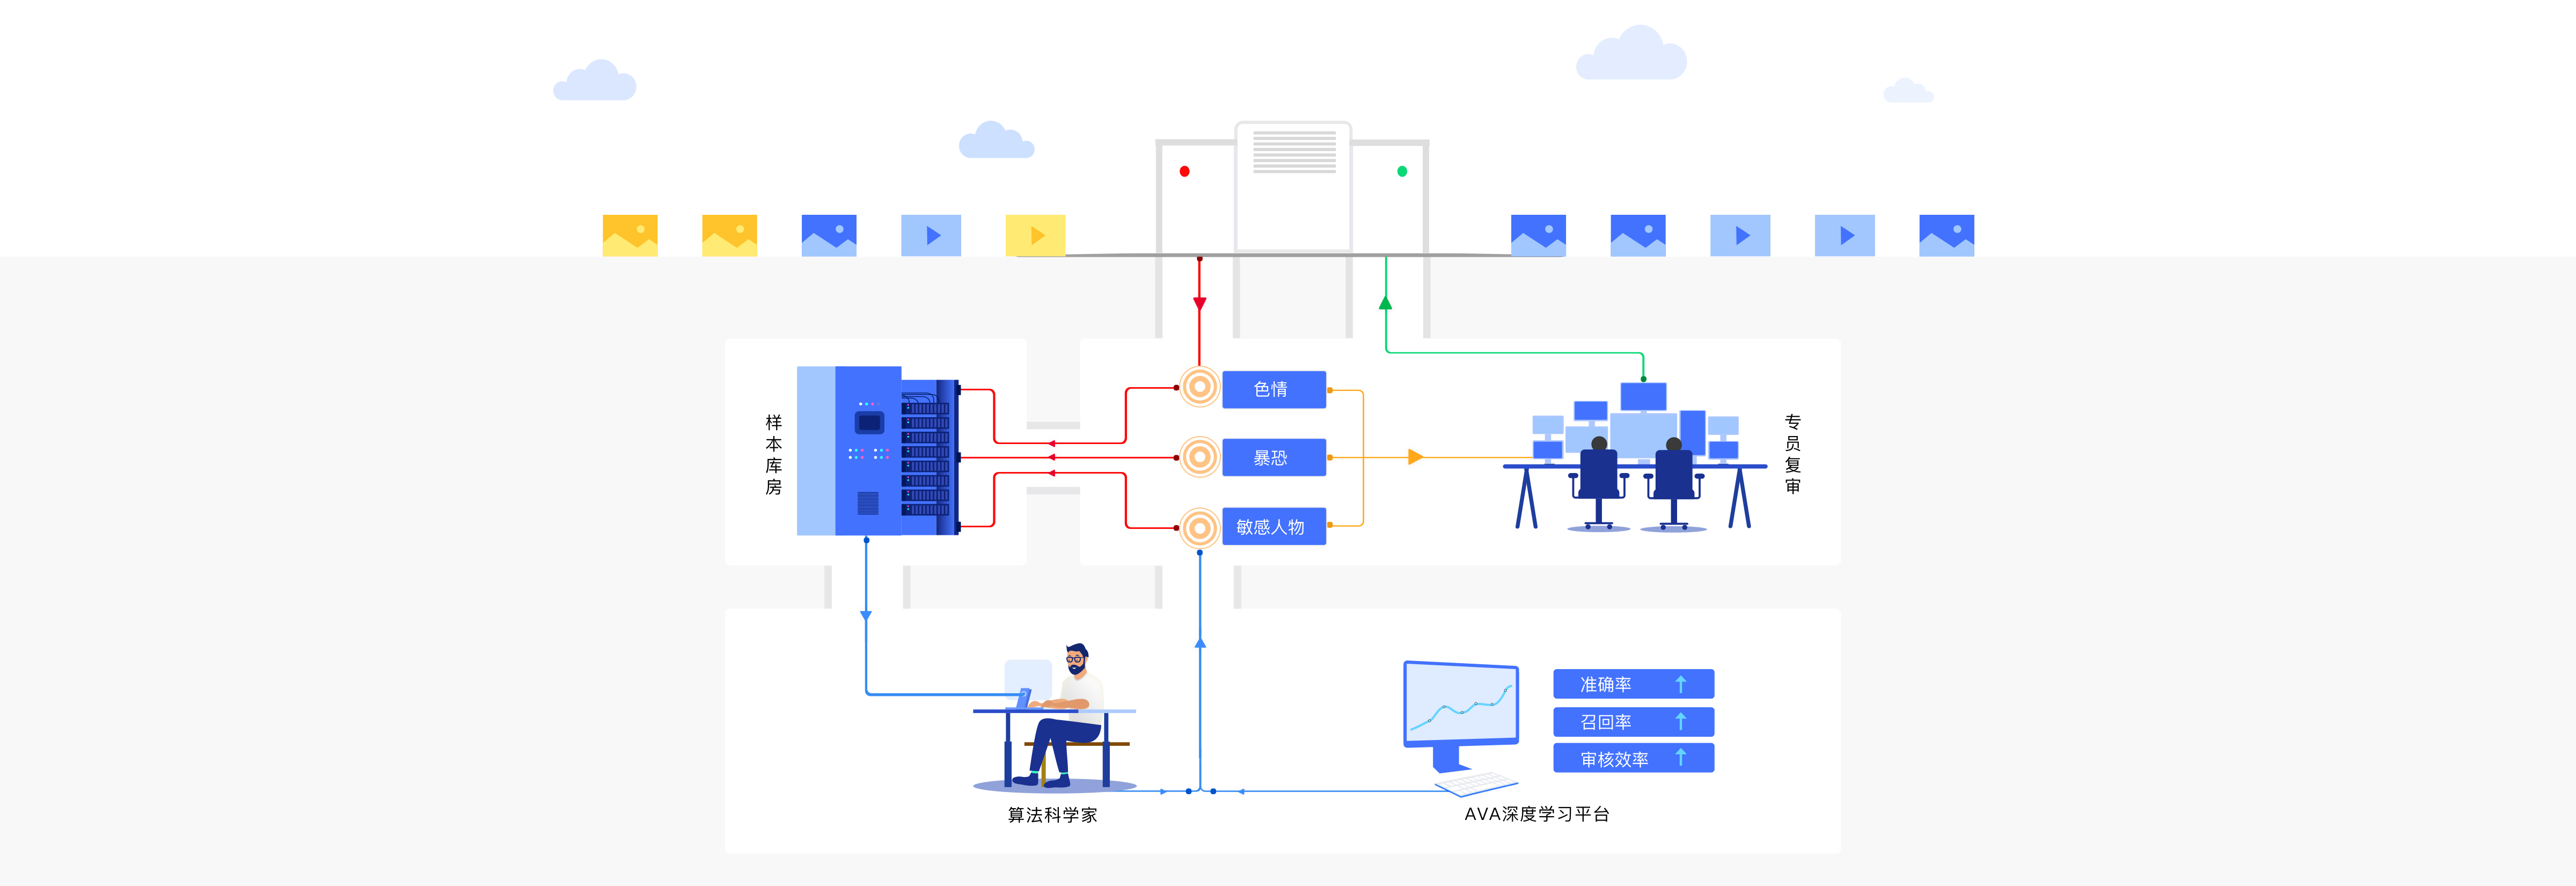 样本库房
色情
暴恐
敏感人物
专员复审
准确率
召回率
审核效率
算法科学家
AVA深度学习平台